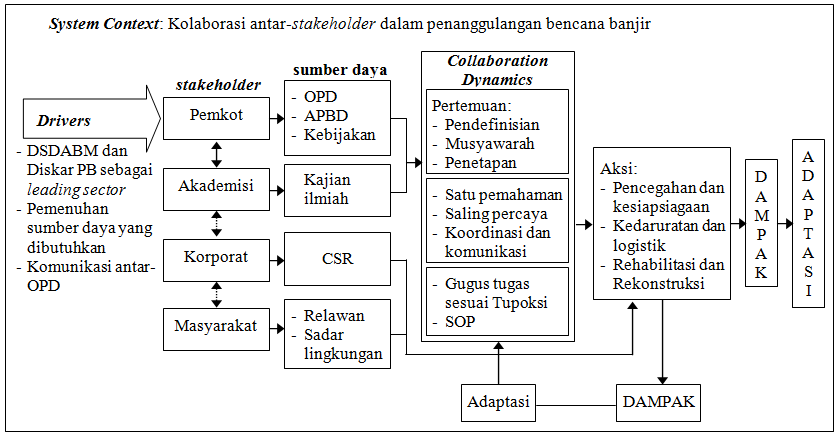 System Context: Kolaborasi antar-stakeholder dalam penanggulangan bencana banjir
Drivers
- DSDABM dan
Diskar PB sebagai
leading sector
- Pemenuhan
sumber daya yang
dibutuhkan
- Komunikasi antar-
OPD
stakeholder
Pemkot
Akademisi
Korporat
Masyarakat
sumber daya
- OPD
- APBD
- Kebijakan
Kajian
ilmiah
CSR
- Relawan
- Sadar
lingkungan
Collaboration
Dynamics
Pertemuan:
- Pendefinisian
- Musyawarah
- Penetapan
- Satu pemahaman
- Saling percaya
- Koordinasi dan
komunikasi
- Gugus tugas
sesuai Tupoksi
- SOP
Aksi:
- Pencegahan dan
kesiapsiagaan
- Kedaruratan dan
logistik
- Rehabilitasi dan
Rekonstruksi
D
A
M
P
A
K
A
D
A
P
T
A
S
I
Adaptasi
DAMPAK